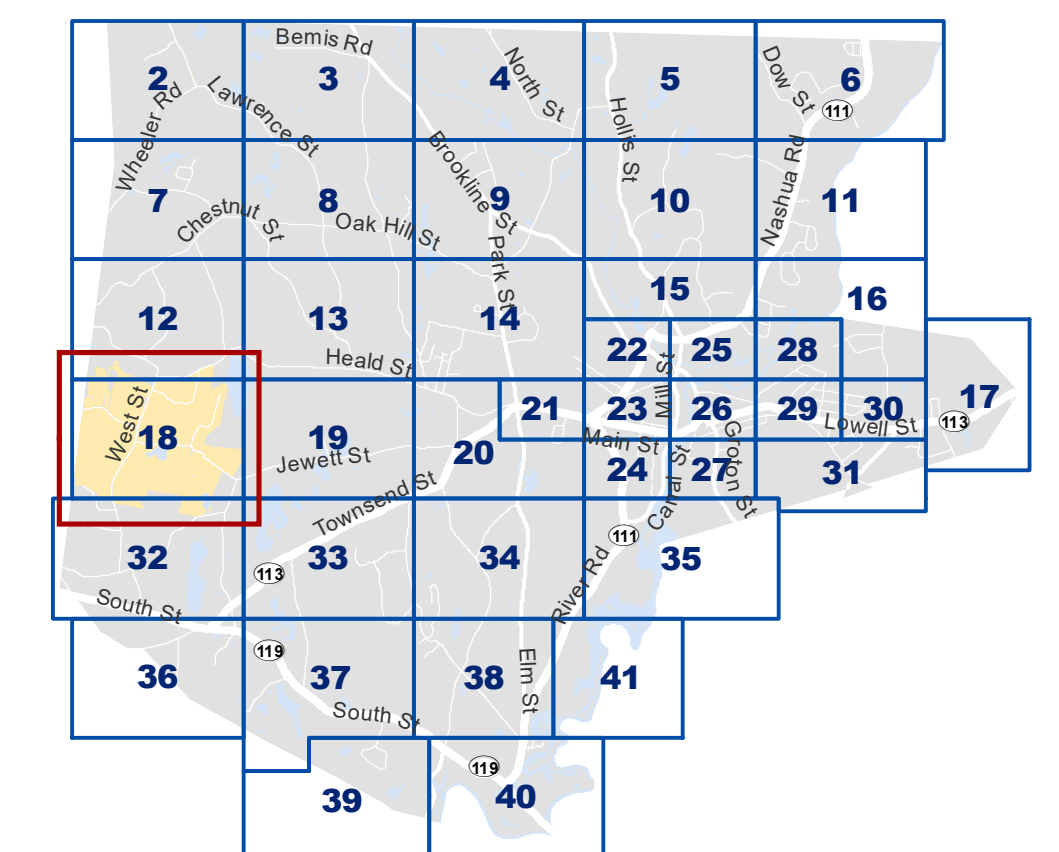 Bemis Rd
2
3
4
5
6
North St
Dow St
111
Wheeler Rd
Lawrence St
Hollis St
Brookline St
Nashua Rd
7
8
9
10
11
Chestnut St
Oak Hill St
Park St
12
13
14
15
16
Heald St
22
25
28
Mill St
17
West St
18
19
20
21
23
26
29
30
113
Lowell St
Main St
Jewett St
24
27
31
Groton St
Canal St
Townsend St
111
32
33
34
35
113
River Rd
South St
119
36
37
38
41
Elm St
South St
119
39
40